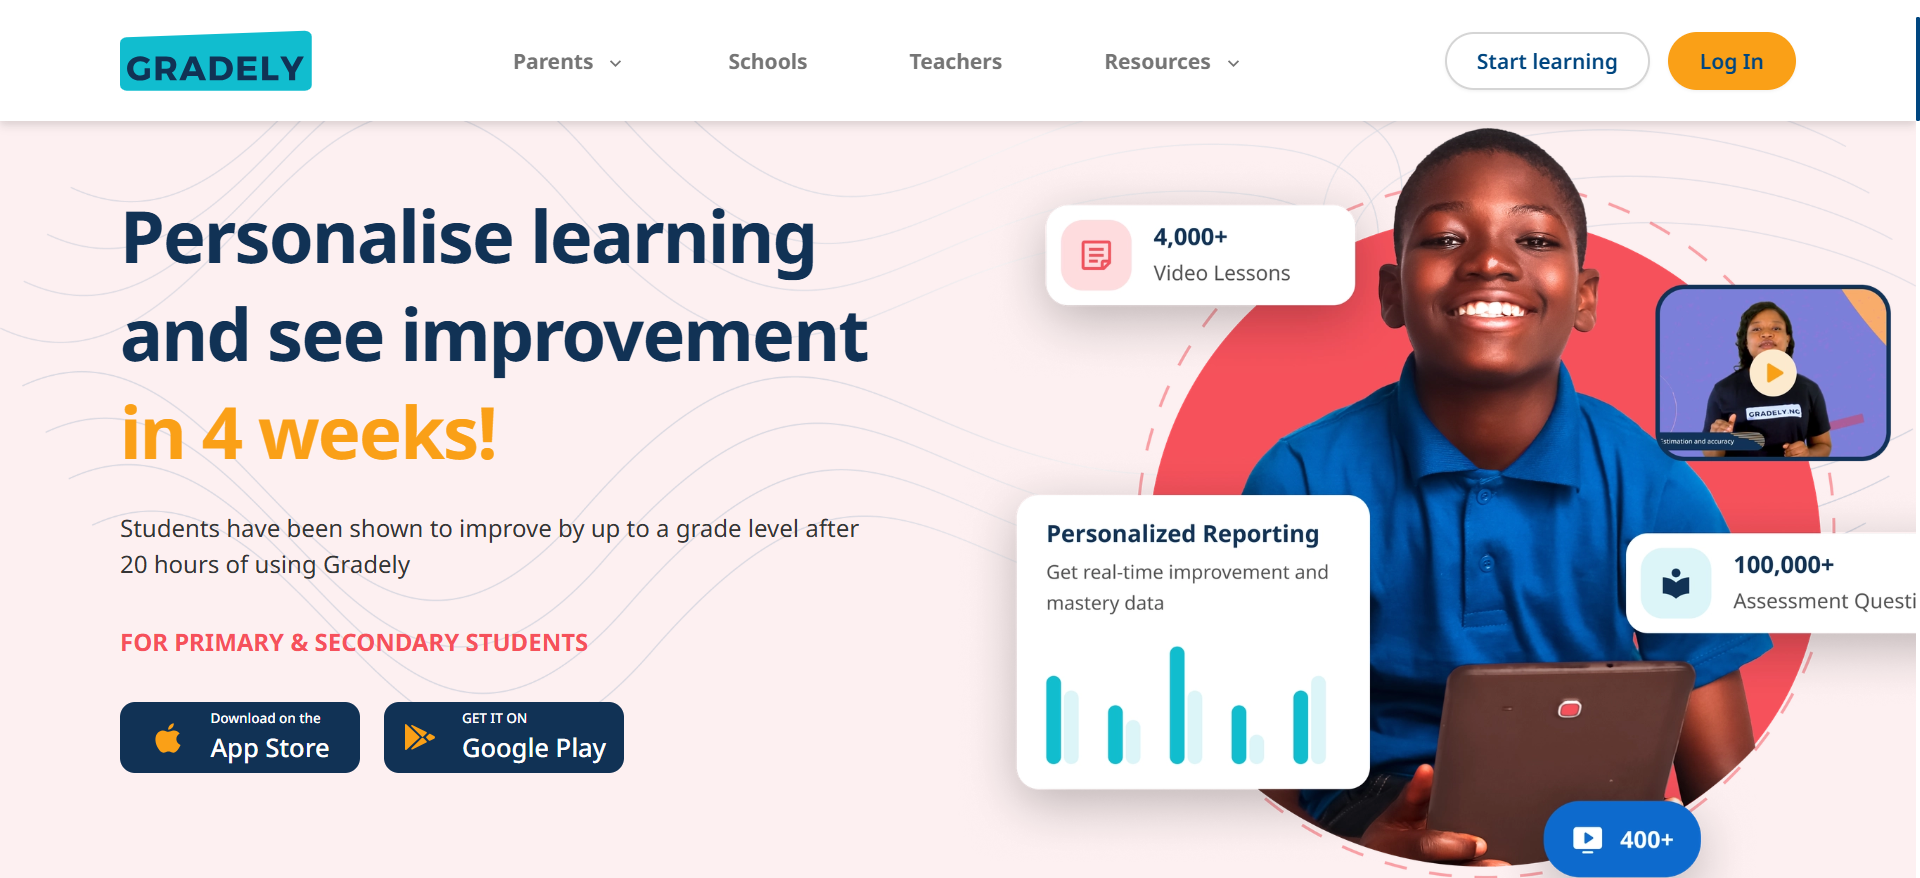 GRADELY
Parents
Schools
Teachers
Resources
Start learning
Log In
Personalise learning
and see improvement
in 4 weeks!
Students have been shown to improve by up to a grade level after
20 hours of using Gradely
FOR PRIMARY & SECONDARY STUDENTS
Download on the
App Store
GET IT ON
Google Play
4,000+
Video Lessons
GRADELY NG
Estimation and accuracy
Personalized Reporting
Get real-time improvement and
mastery data
100,000+
Assessment Questi
400+